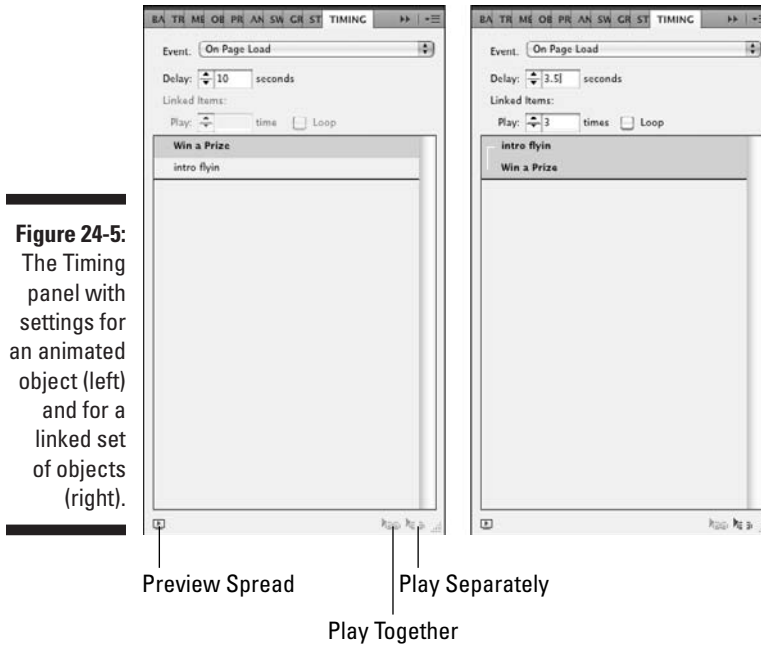 BA TR ME OB PR AN SW GR ST TIMING
Event: On Page Load
Delay: 10 seconds
Linked Items:
Play: time Loop
Win a Prize
intro flyin
BA TR ME OB PR AN SW GR ST TIMING
Event: On Page Load
Delay: 3.5 seconds
Linked Items:
Play: 3 times Loop
intro flyin
Win a Prize
Figure 24-5:
The Timing
panel with
settings for
an animated
object (left)
and for a
linked set
of objects
(right).
Preview Spread
Play Separately
Play Together